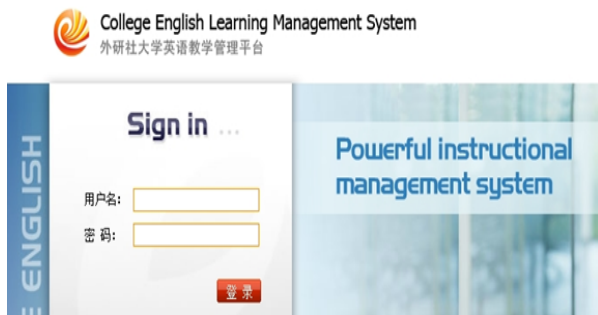 College English Learning Management System
外研社大学英语教学管理平台
E ENGLISH
Sign in ...
用户名:
密 码:
登 录
Powerful instructional
management system